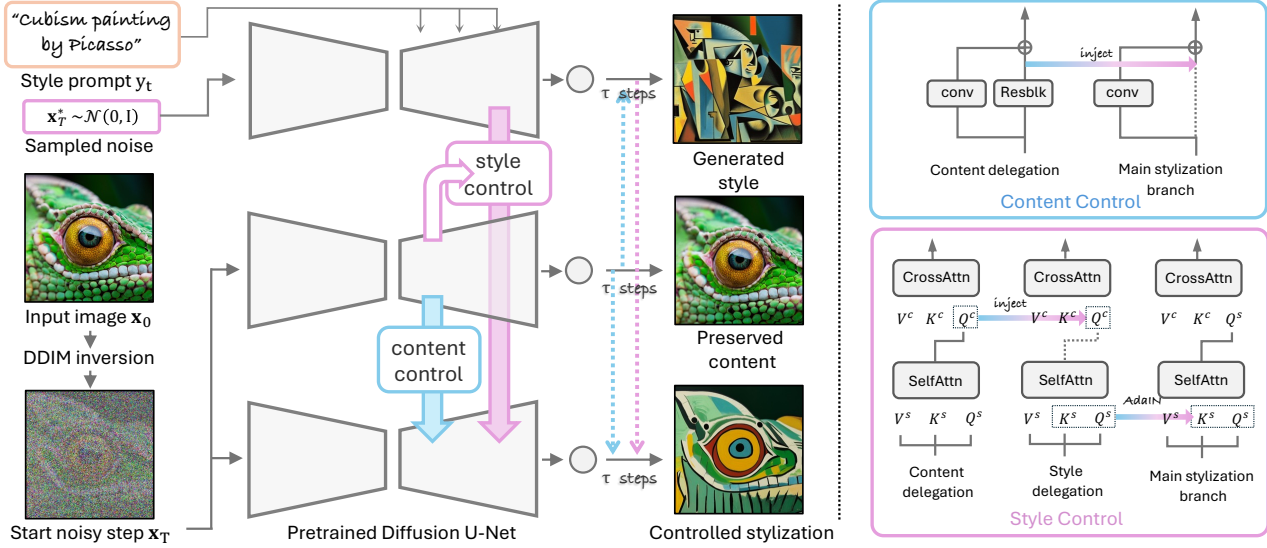 “Cubism painting
by Picasso”
Style prompt y_t
x*_T ~ 𝒩(0, I)
Sampled noise
Input image x_0
DDIM inversion
Start noisy step x_T
style
control
content
control
Pretrained Diffusion U-Net
τ steps
τ steps
τ steps
Generated
style
Preserved
content
Controlled stylization
inject
conv
Resblk
conv
Content delegation
Main stylization
branch
Content Control
CrossAttn CrossAttn CrossAttn
inject
V^c K^c Q^c V^c K^c Q^c V^c K^c Q^s
SelfAttn SelfAttn SelfAttn
AdaIN
V^s K^s Q^s V^s K^s Q^s V^s K^s Q^s
Content
delegation
Style
delegation
Main stylization
branch
Style Control